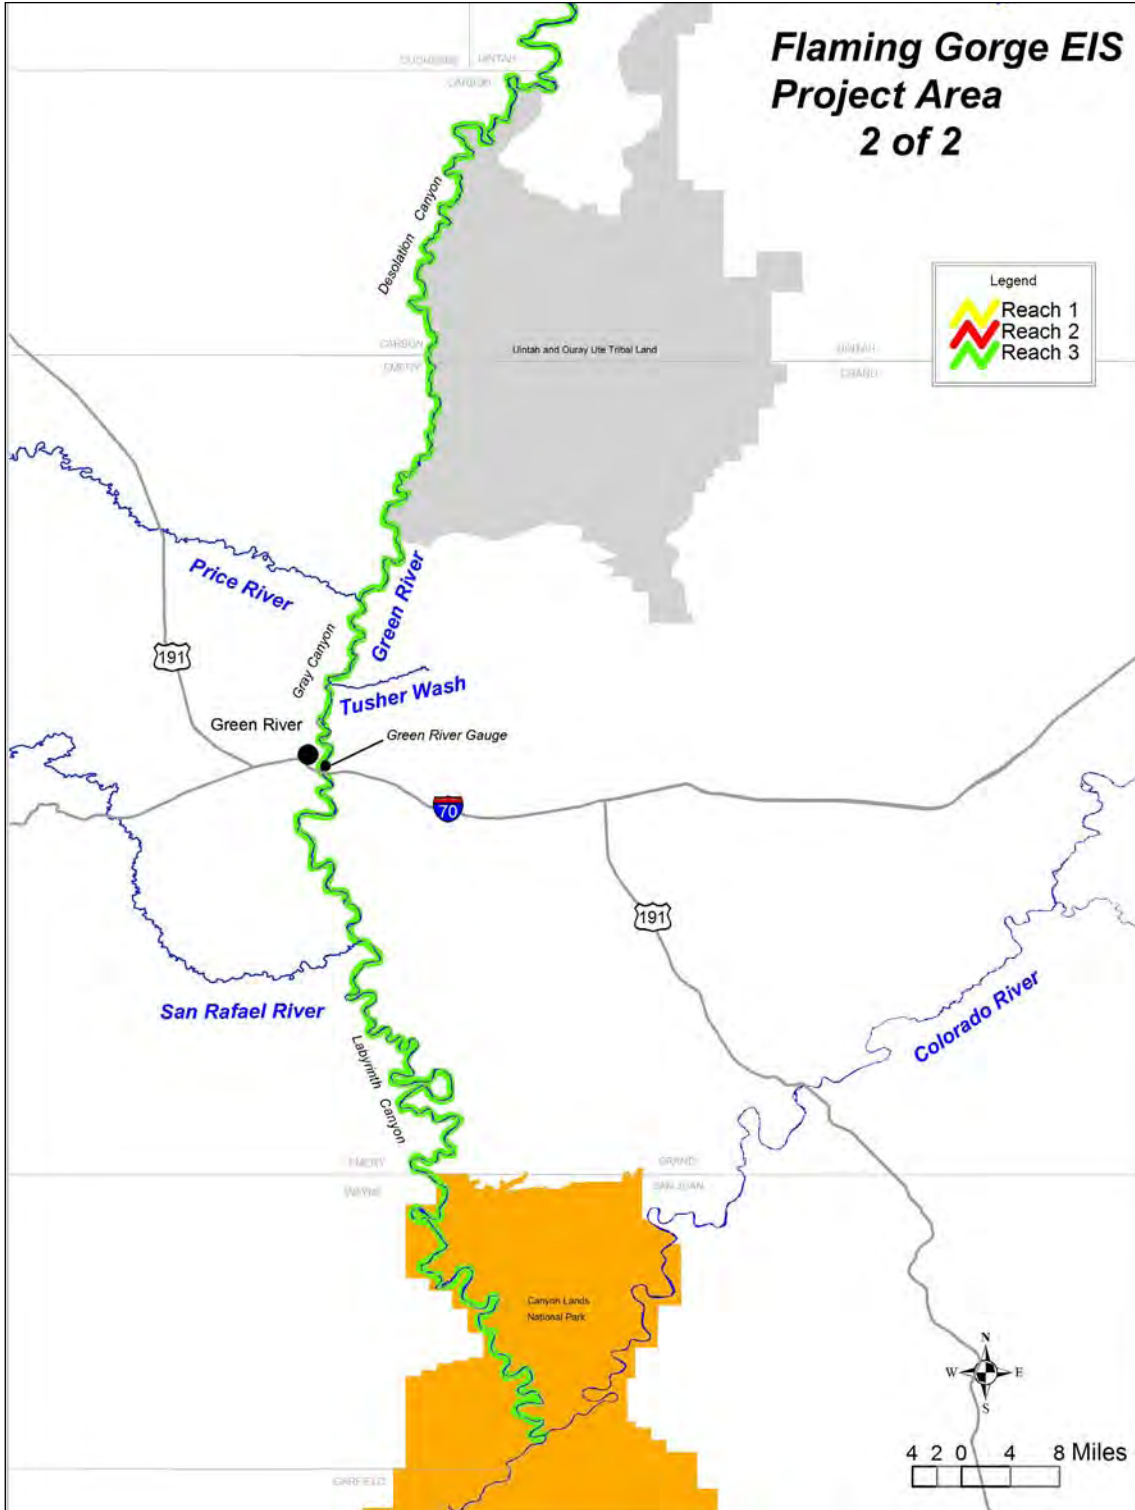 Flaming Gorge EIS
Project Area
2 of 2
DUCHESNE
UINTAH
CARBON
Desolation Canyon
Legend
Reach 1
Reach 2
Reach 3
CARBON
EMERY
Uintah and Ouray Ute Tribal Land
UINTAH
GRAND
Price River
Green River
Gray Canyon
191
Tusher Wash
Green River
Green River Gauge
70
191
San Rafael River
Colorado River
Labyrinth Canyon
EMERY
WAYNE
GRAND
SAN JUAN
Canyon Lands
National Park
N
W
E
S
4 2 0 4 8 Miles
GARFIELD